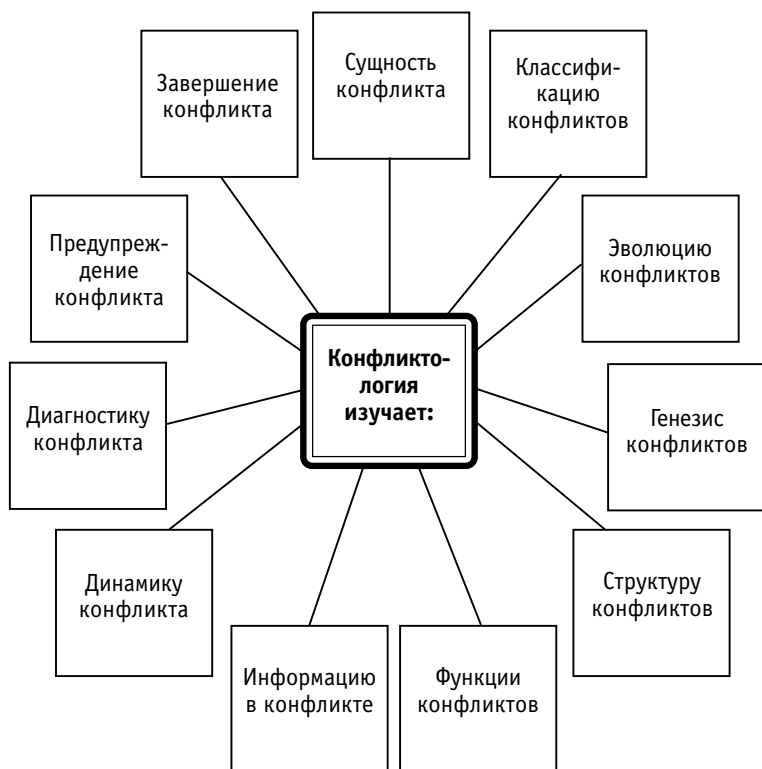 Завершение
конфликта
Сущность
конфликта
Классифи-
кацию
конфликтов
Предупреж-
дение
конфликта
Эволюцию
конфликтов
Конфликто-
логия
изучает:
Диагностику
конфликта
Генезис
конфликтов
Динамику
конфликта
Структуру
конфликтов
Информацию
в конфликте
Функции
конфликтов